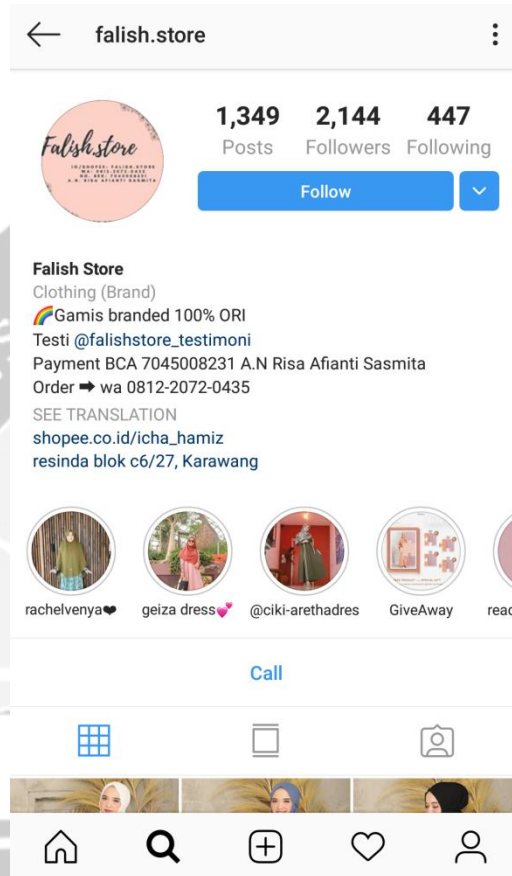 falish.store
1,349 2,144 447
Posts Followers Following
Falish.store
Follow
Falish Store
Clothing (Brand)
🌈Gamis branded 100% ORI
Testi @falishstore_testimoni
Payment BCA 7045008231 A.N Risa Afianti Sasmita
Order ➡ wa 0812-2072-0435
SEE TRANSLATION
shopee.co.id/icha_hamiz
resinda blok c6/27, Karawang
rachelvenya❤ geiza dress💕 @ciki-arethadres GiveAway reac
Call